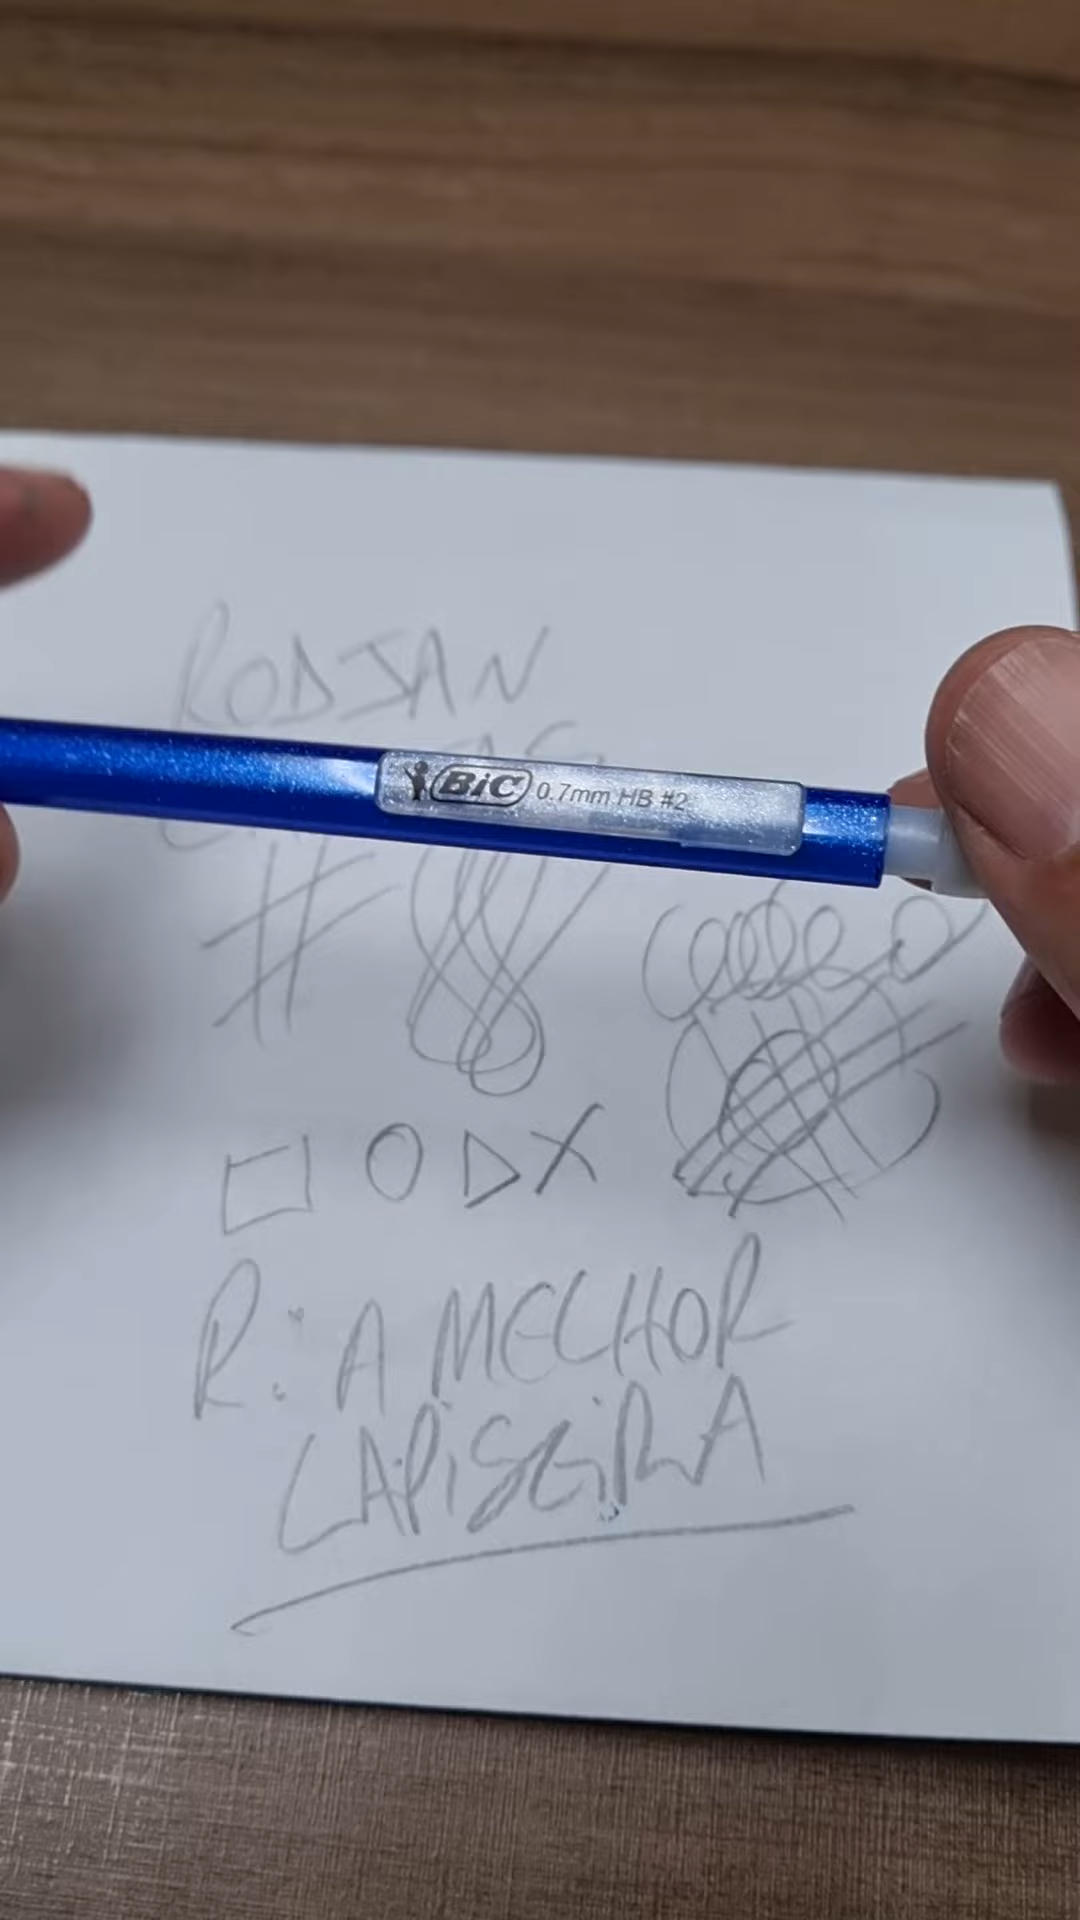 RODJAN
BiC 0.7mm HB #2
#
□ O △ X
R: A MELHOR
LAPiSEiRA